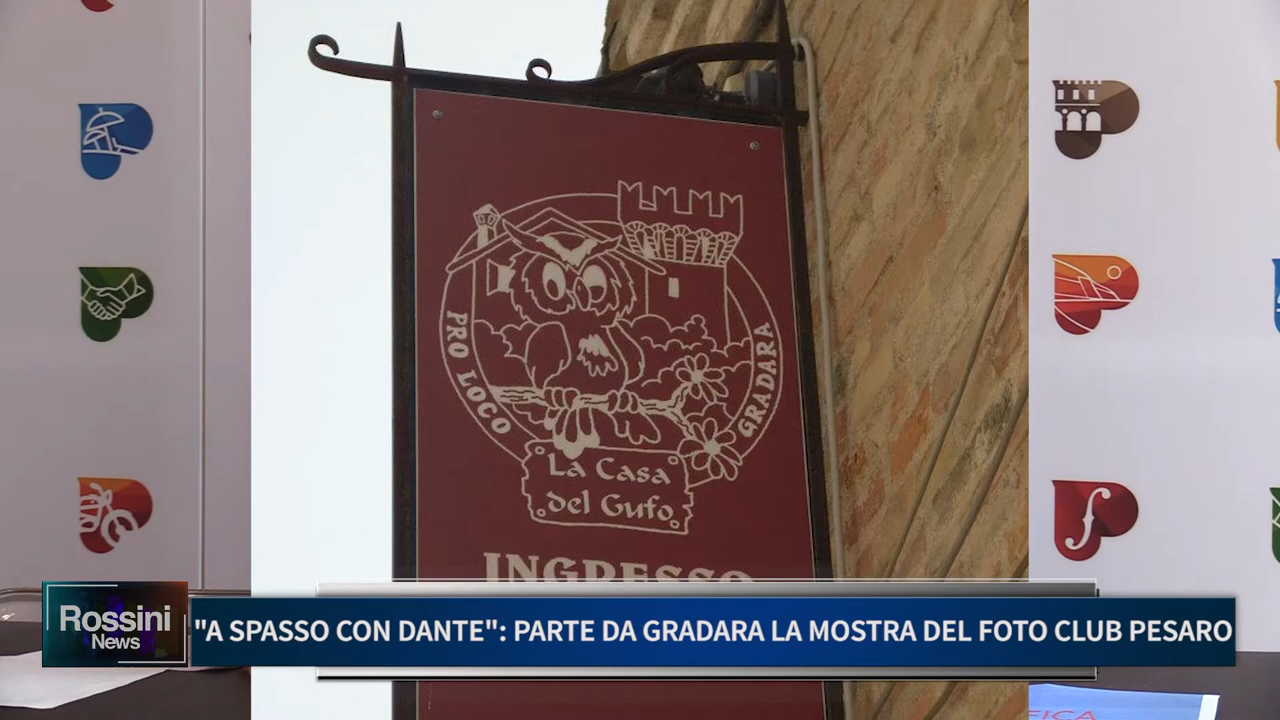 PRO LOCO
GRADARA
La Casa
del Gufo
INGRESSO
Rossini
News
"A SPASSO CON DANTE": PARTE DA GRADARA LA MOSTRA DEL FOTO CLUB PESARO